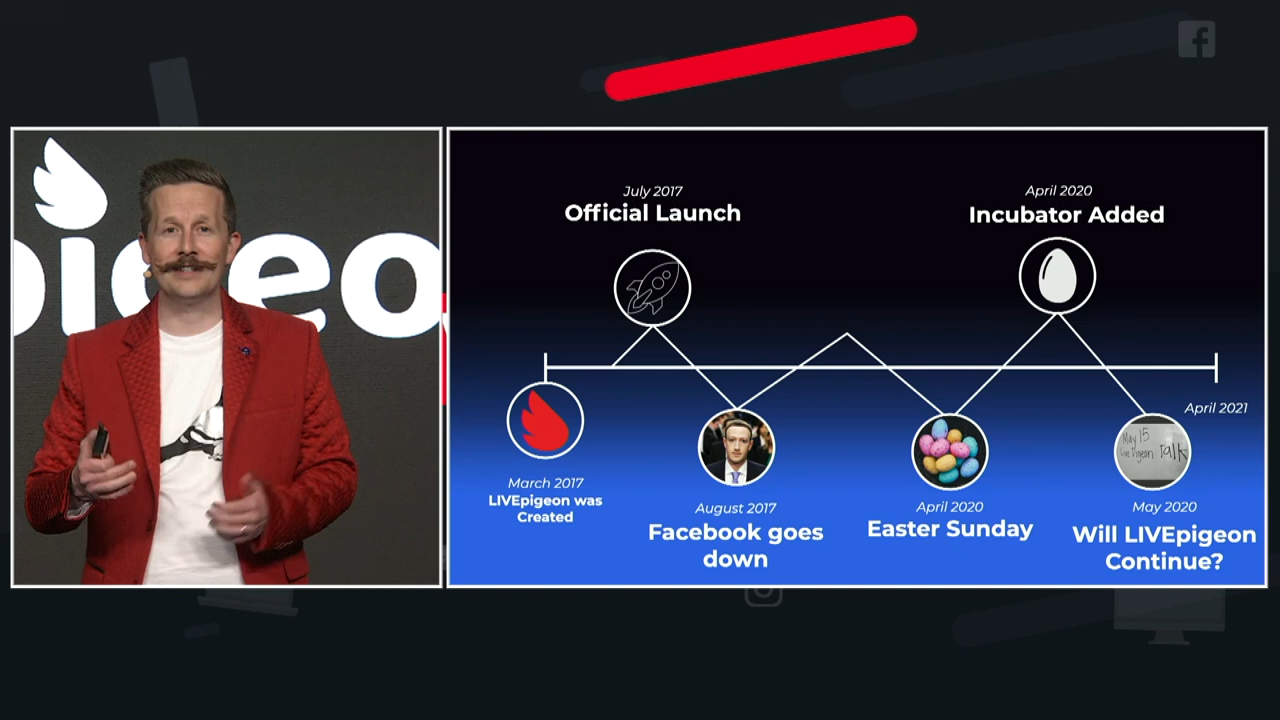 pigeo
July 2017
Official Launch
April 2020
Incubator Added
April 2021
March 2017
LIVEpigeon was
Created
August 2017
Facebook goes
down
April 2020
Easter Sunday
May 15
Live Pigeon Talk
May 2020
Will LIVEpigeon
Continue?